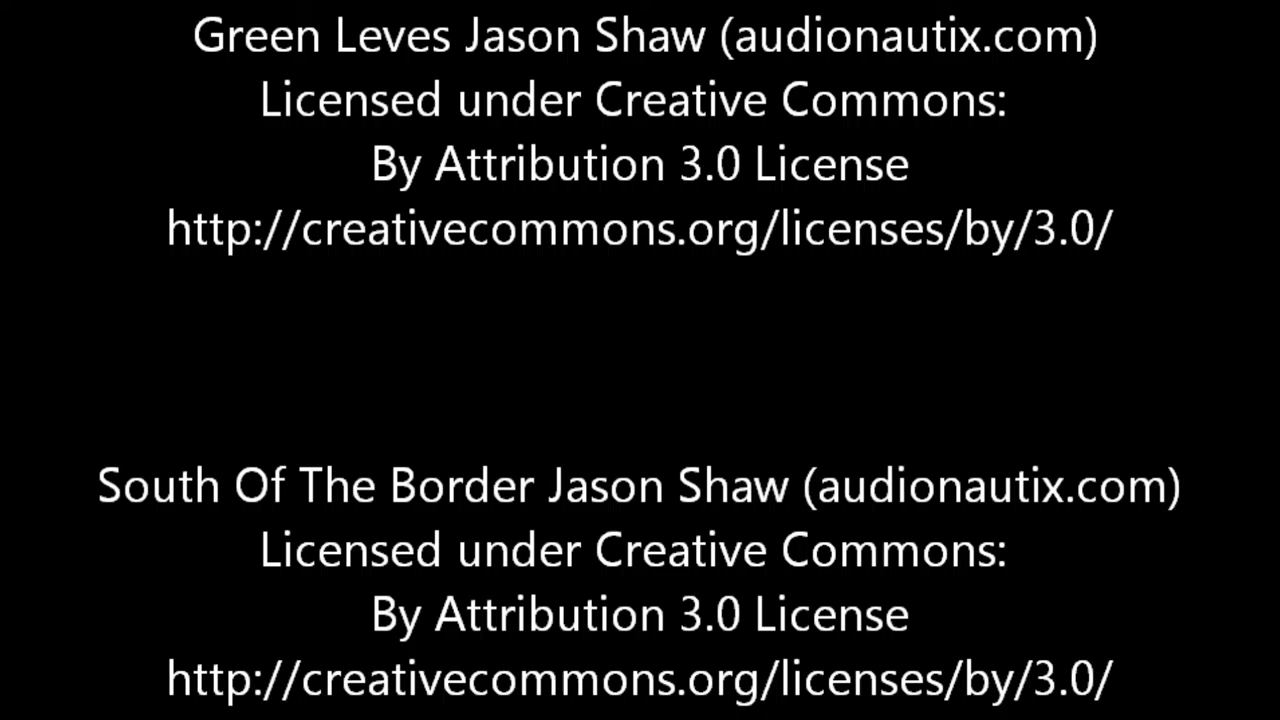 Green Leves Jason Shaw (audionautix.com)
Licensed under Creative Commons:
By Attribution 3.0 License
http://creativecommons.org/licenses/by/3.0/
South Of The Border Jason Shaw (audionautix.com)
Licensed under Creative Commons:
By Attribution 3.0 License
http://creativecommons.org/licenses/by/3.0/